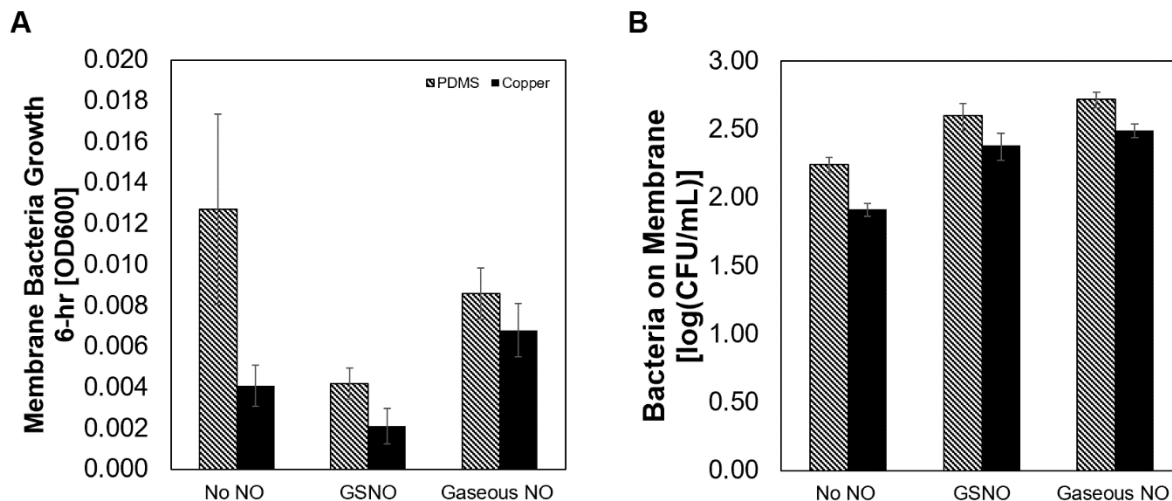 A
Membrane Bacteria Growth
6-hr [OD600]
0.020
0.018
0.016
0.014
0.012
0.010
0.008
0.006
0.004
0.002
0.000
PDMS Copper
No NO GSNO Gaseous NO
B
Bacteria on Membrane
[log(CFU/mL)]
3.00
2.50
2.00
1.50
1.00
0.50
0.00
No NO GSNO Gaseous NO